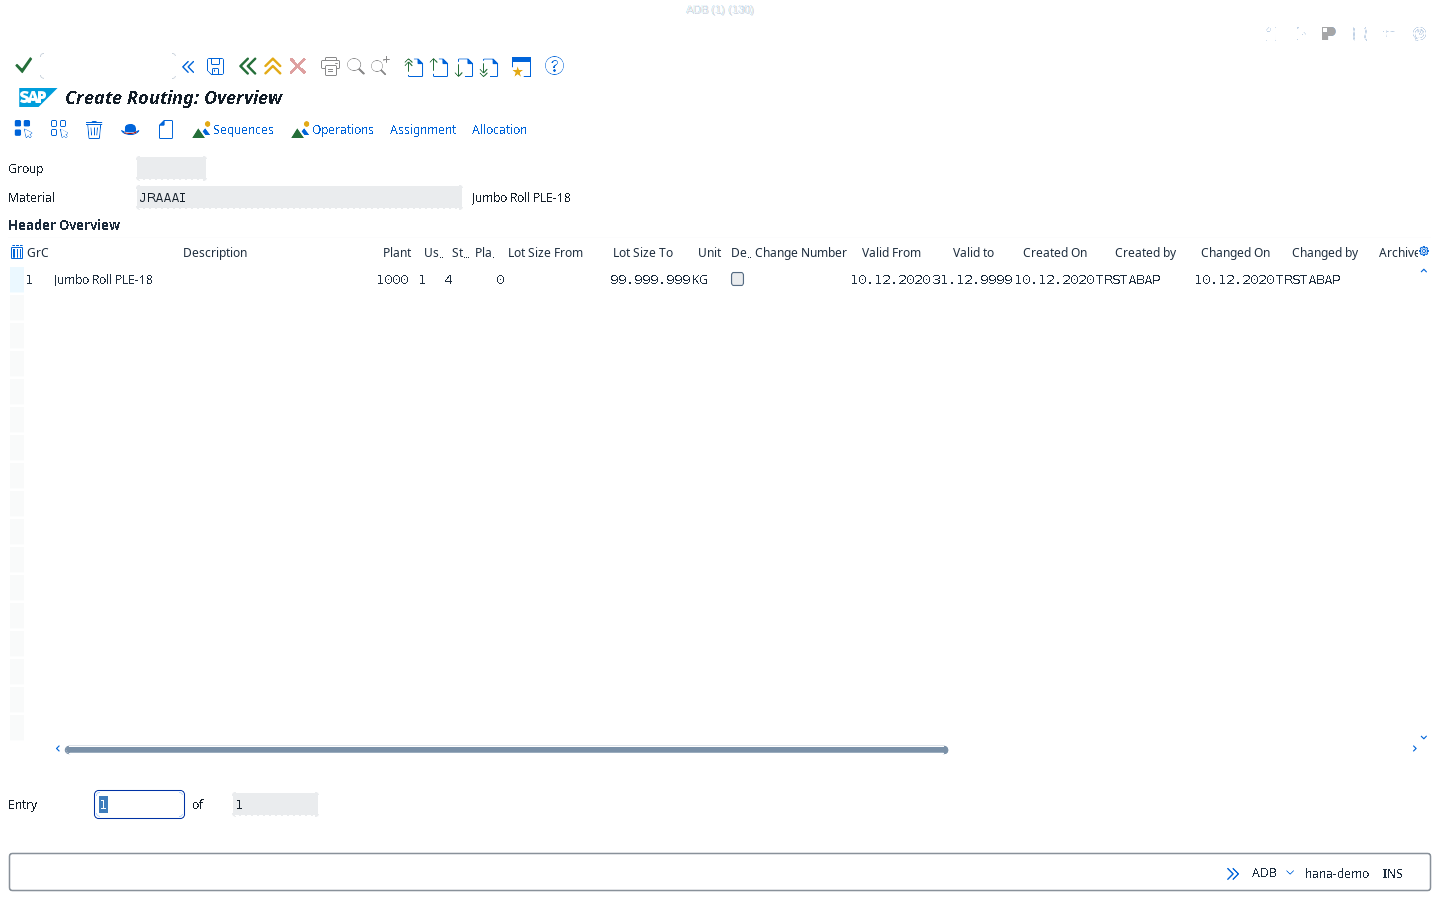 ADB (1) (130)
SAP Create Routing: Overview
Sequences Operations Assignment Allocation
Group
Material JRAAAI Jumbo Roll PLE-18
Header Overview
GrC Description Plant Us.. St... Pla. Lot Size From Lot Size To Unit De.. Change Number Valid From Valid to Created On Created by Changed On Changed by Archive
1 Jumbo Roll PLE-18 1000 1 4 0 99.999.999 KG 10.12.2020 31.12.9999 10.12.2020 TRSTABAP 10.12.2020 TRSTABAP
Entry 1 of 1
ADB hana-demo INS